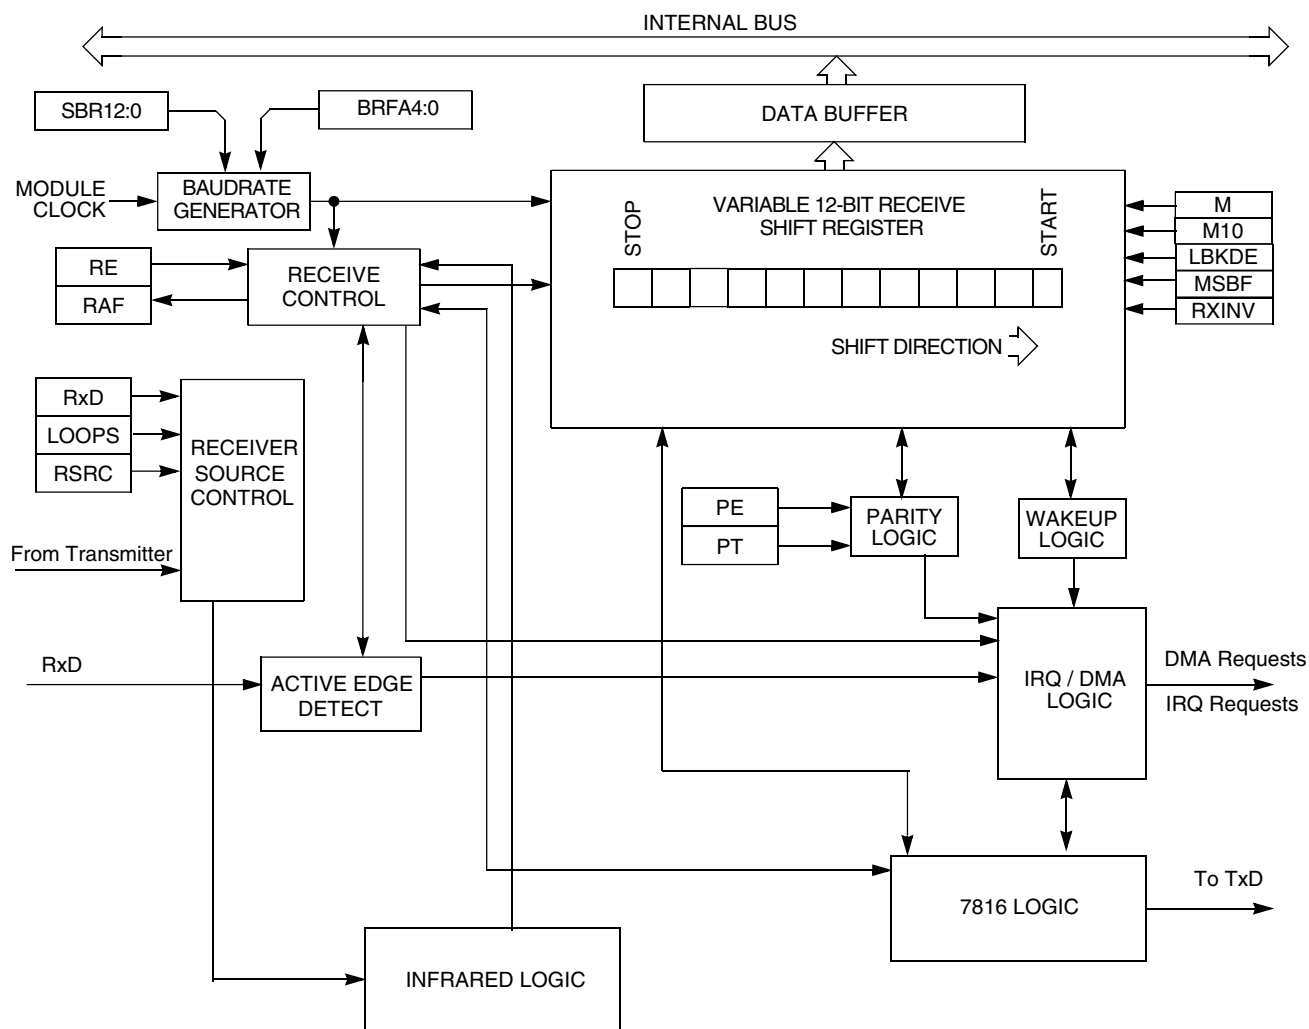 INTERNAL BUS
SBR12:0
BRFA4:0
DATA BUFFER
MODULE
CLOCK
BAUDRATE
GENERATOR
VARIABLE 12-BIT RECEIVE
SHIFT REGISTER
STOP
START
M
M10
LBKDE
MSBF
RXINV
RE
RAF
RECEIVE
CONTROL
SHIFT DIRECTION
RxD
LOOPS
RSRC
RECEIVER
SOURCE
CONTROL
From Transmitter
PE
PT
PARITY
LOGIC
WAKEUP
LOGIC
RxD
ACTIVE EDGE
DETECT
IRQ / DMA
LOGIC
DMA Requests
IRQ Requests
7816 LOGIC
To TxD
INFRARED LOGIC